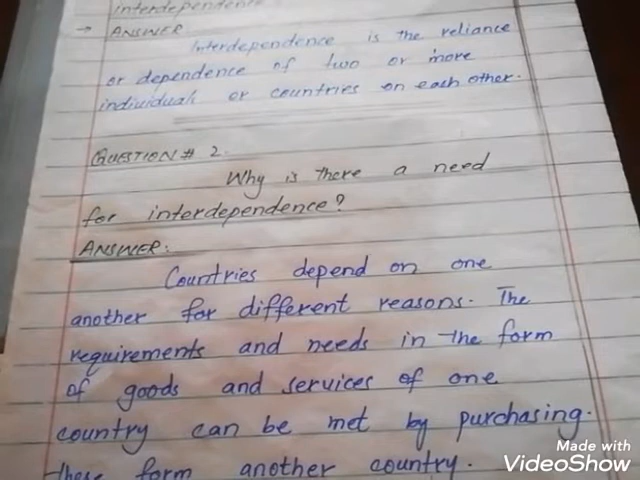 interdependence
→ ANSWER
Interdependence is the reliance
or dependence of two or more
individuals or countries on each other.
QUESTION # 2.
Why is there a need
for interdependence?
ANSWER:
Countries depend on one
another for different reasons. The
requirements and needs in the form
of goods and services of one
country can be met by purchasing.
these form another country.
Made with
VideoShow